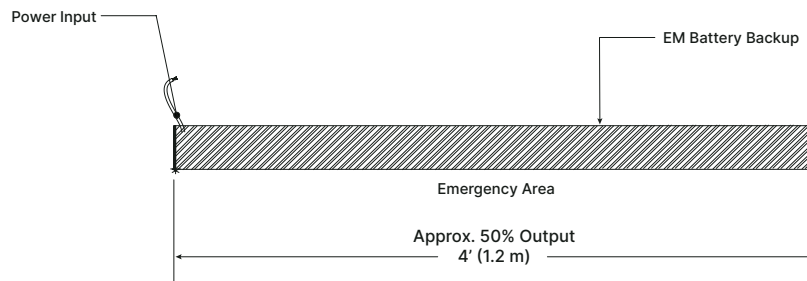 Power Input
EM Battery Backup
Emergency Area
Approx. 50% Output
4’ (1.2 m)